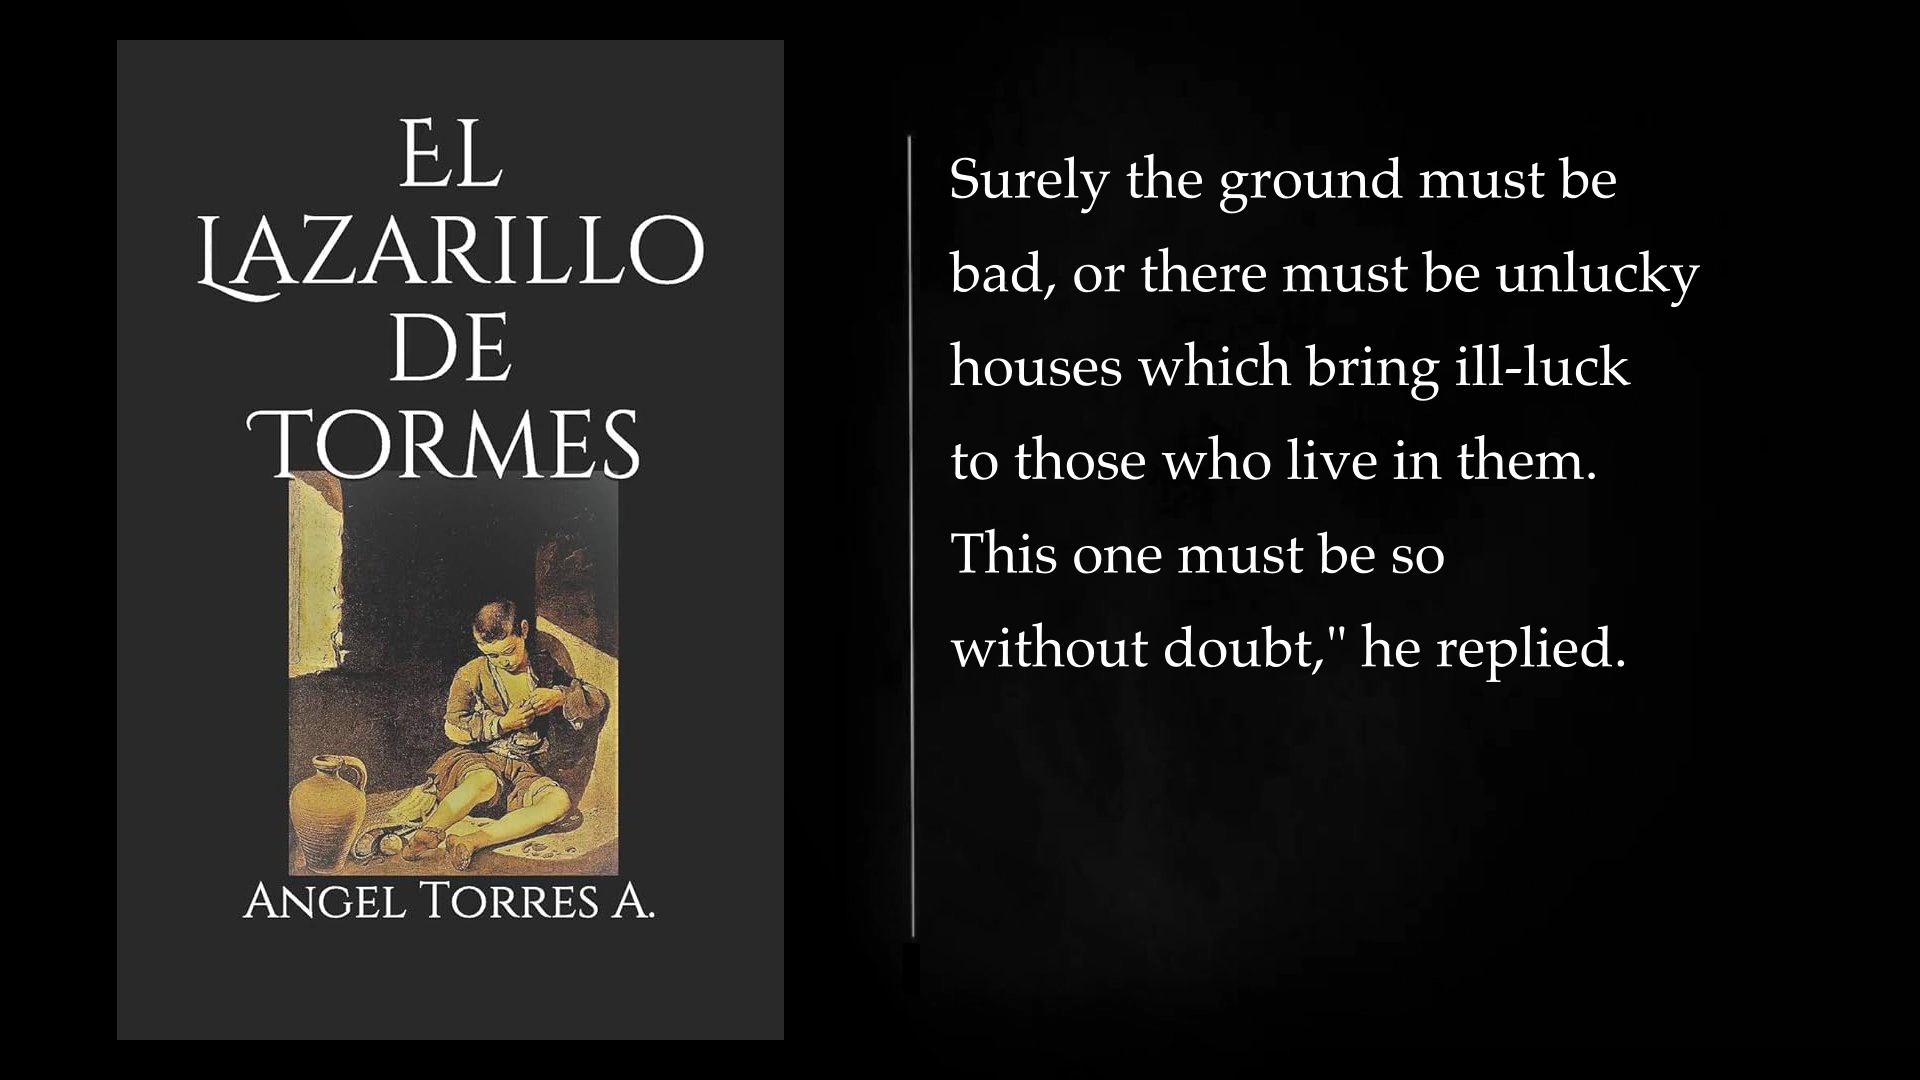 EL
LAZARILLO
DE
TORMES
ANGEL TORRES A.
Surely the ground must be
bad, or there must be unlucky
houses which bring ill-luck
to those who live in them.
This one must be so
without doubt," he replied.